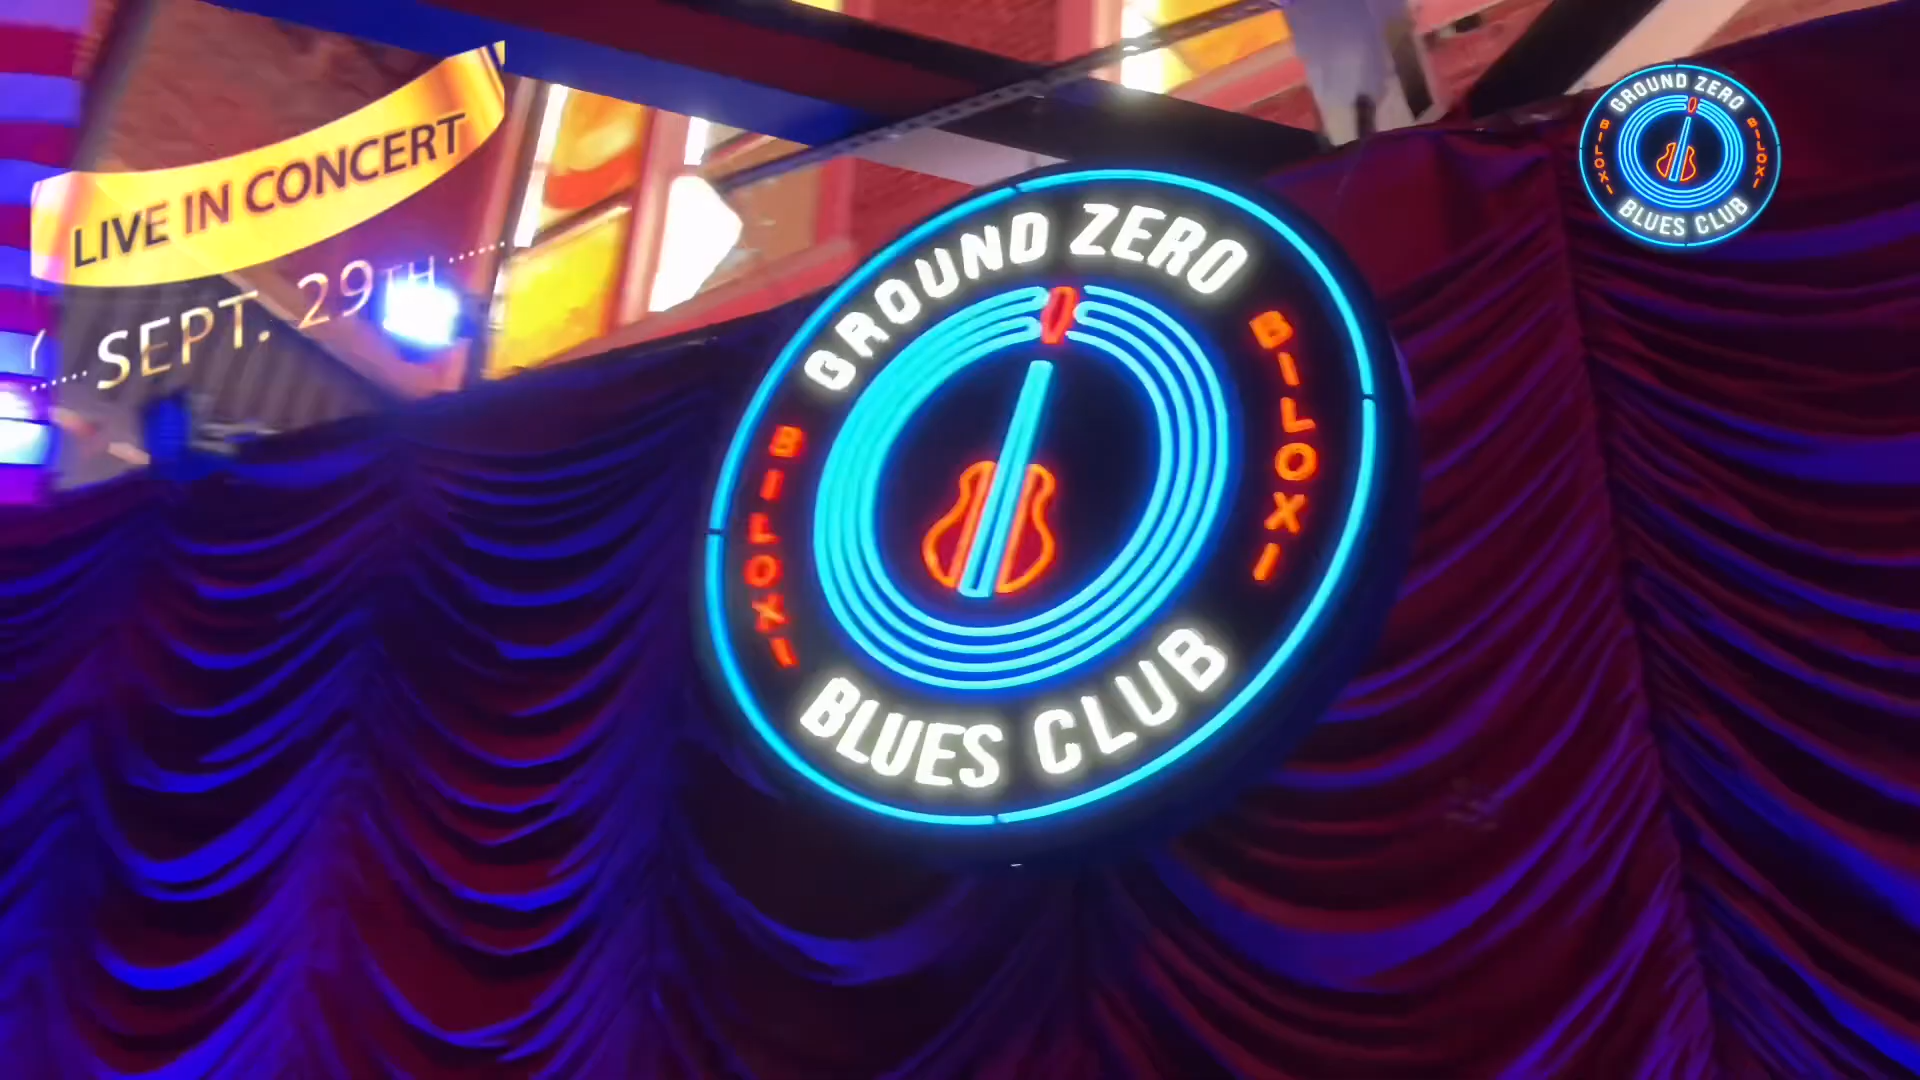 LIVE IN CONCERT
SEPT. 29TH
GROUND ZERO
BILOXI
BILOXI
BLUES CLUB
GROUND ZERO
BILOXI
BILOXI
BLUES CLUB